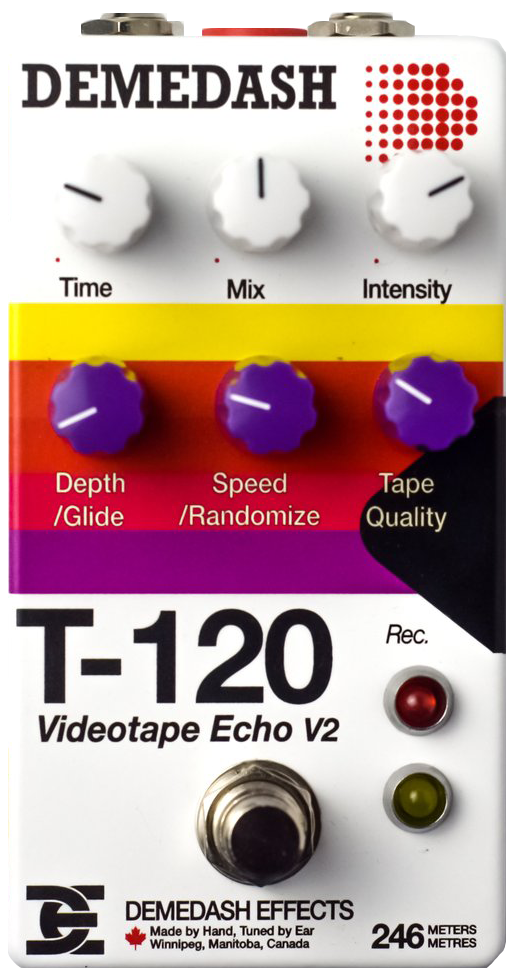 DEMEDASH
Time Mix Intensity
Depth Speed Tape
/Glide /Randomize Quality
T-120
Rec.
Videotape Echo V2
DEMEDASH EFFECTS
Made by Hand, Tuned by Ear
Winnipeg, Manitoba, Canada
246 METERS
METRES